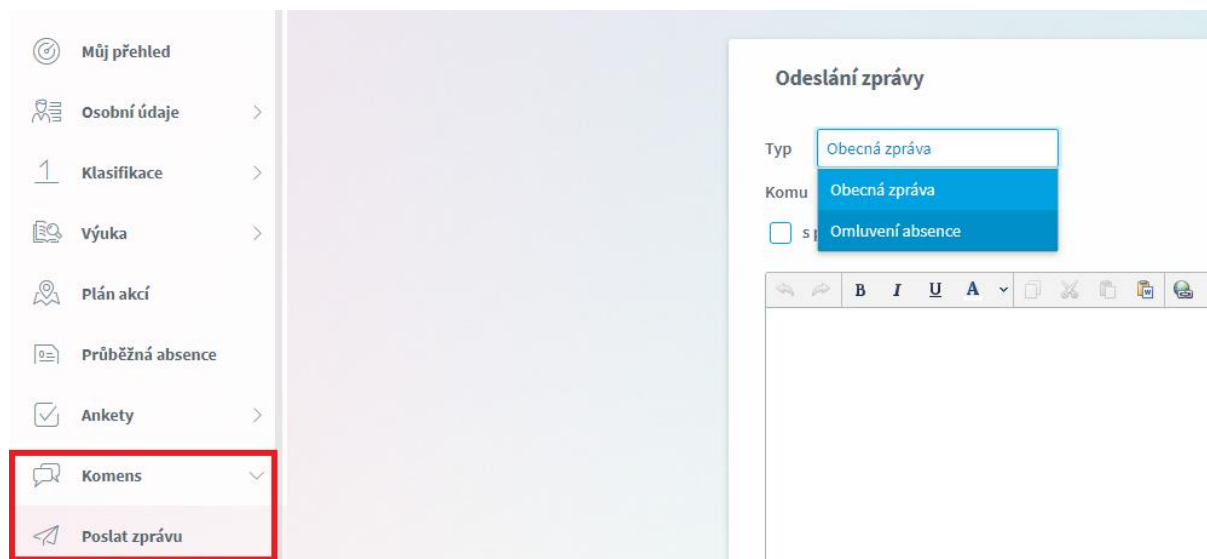 Můj přehled
Osobní údaje
Klasifikace
Výuka
Plán akcí
Průběžná absence
Ankety
Komens
Poslat zprávu
Odeslání zprávy
Typ Obecná zpráva
Komu Obecná zpráva
s Omluvení absence
B I U A